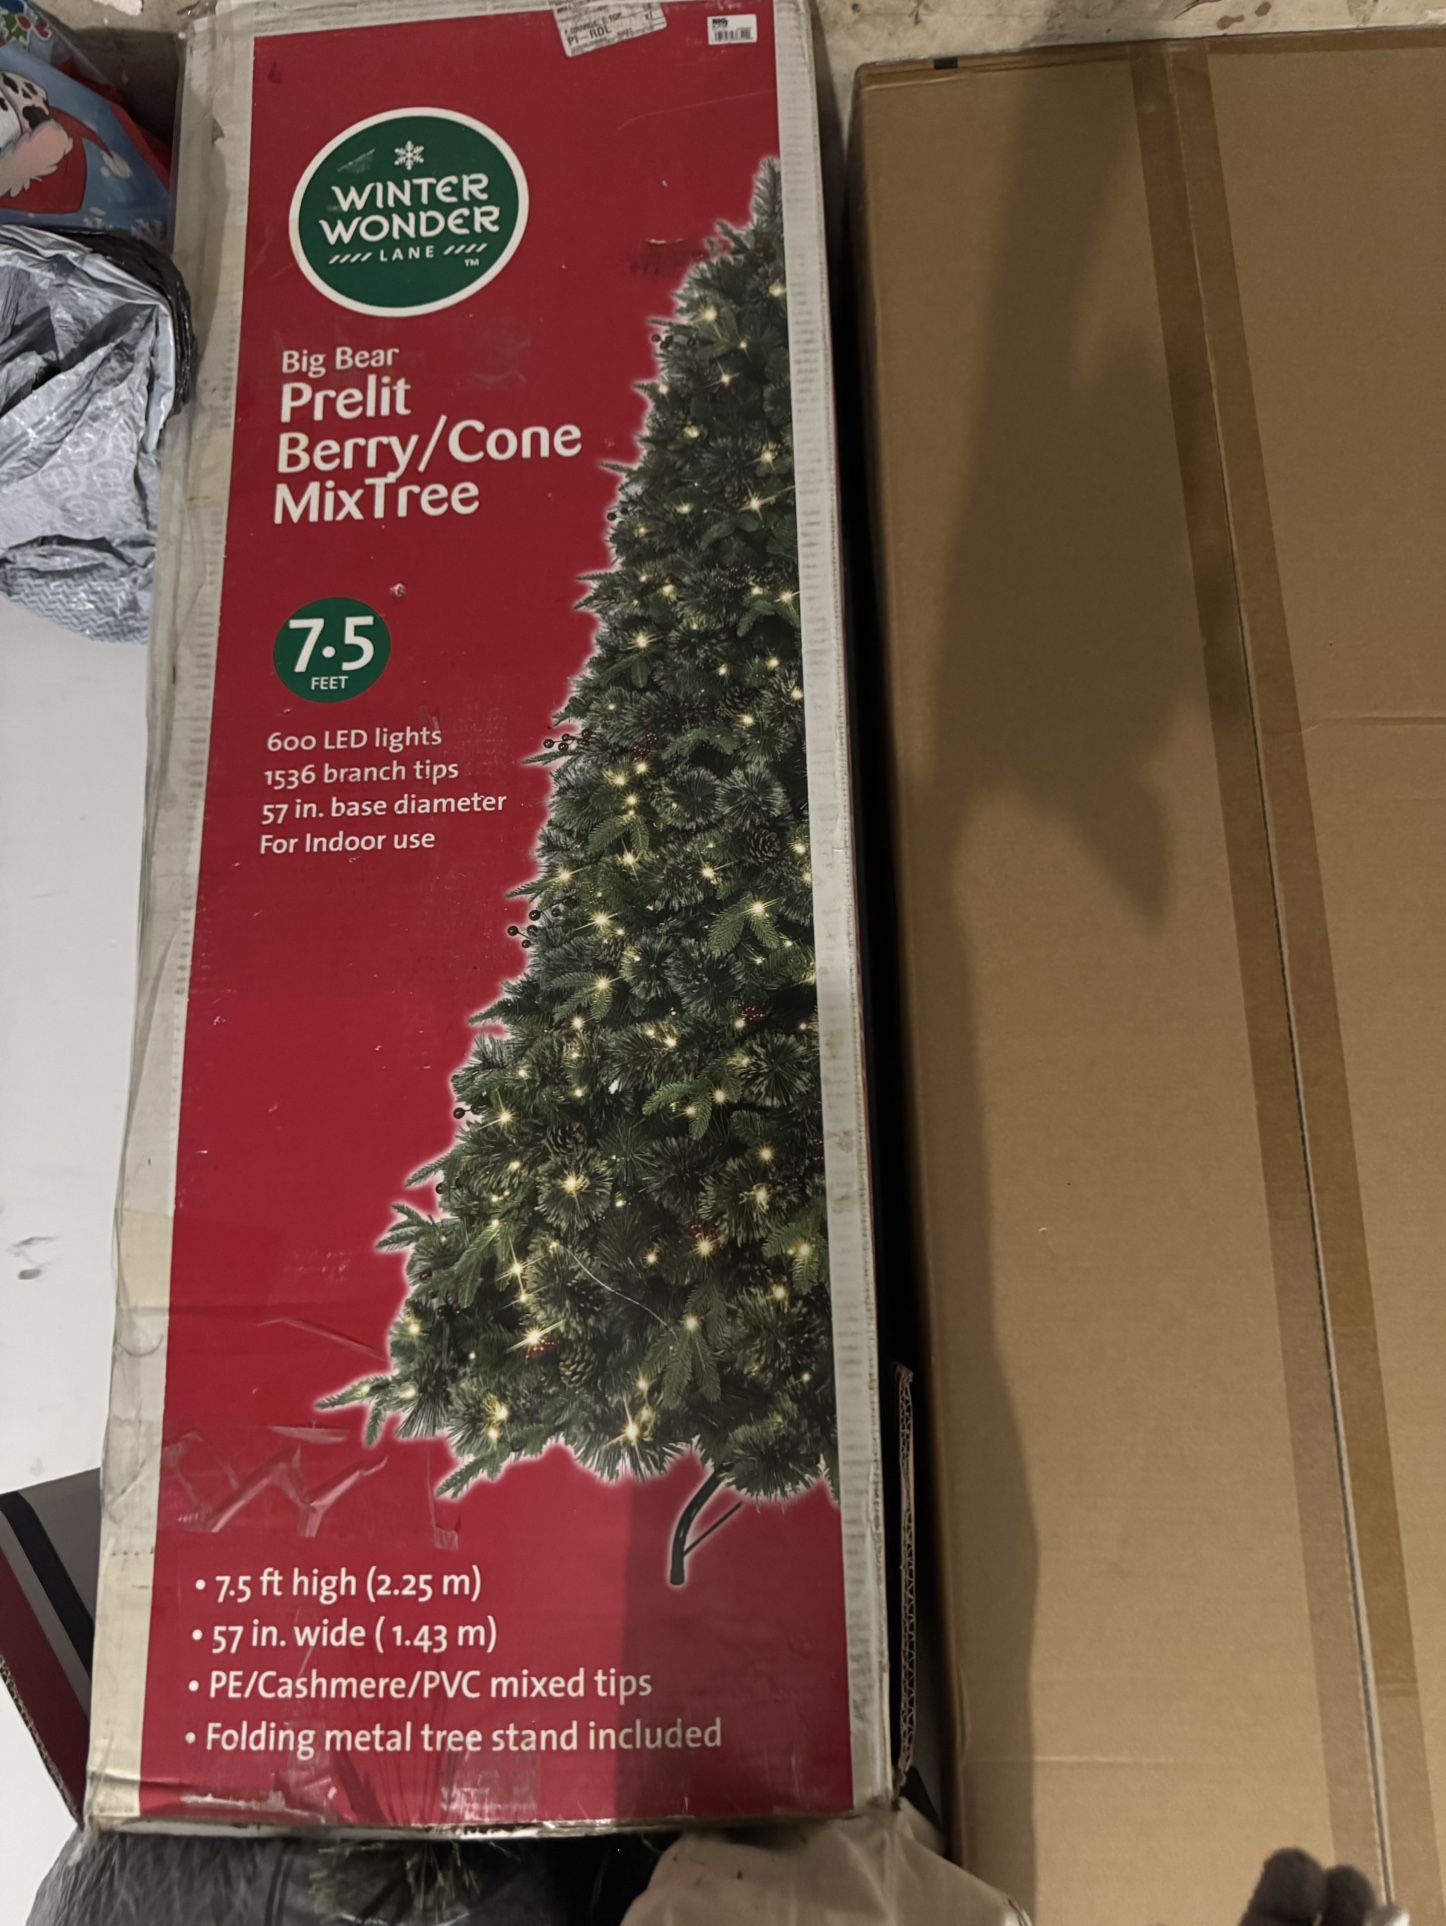 WINTER
WONDER
LANE
TM
Big Bear
Prelit
Berry/Cone
MixTree
7.5
FEET
600 LED lights
1536 branch tips
57 in. base diameter
For Indoor use
• 7.5 ft high (2.25 m)
• 57 in. wide ( 1.43 m)
• PE/Cashmere/PVC mixed tips
• Folding metal tree stand included